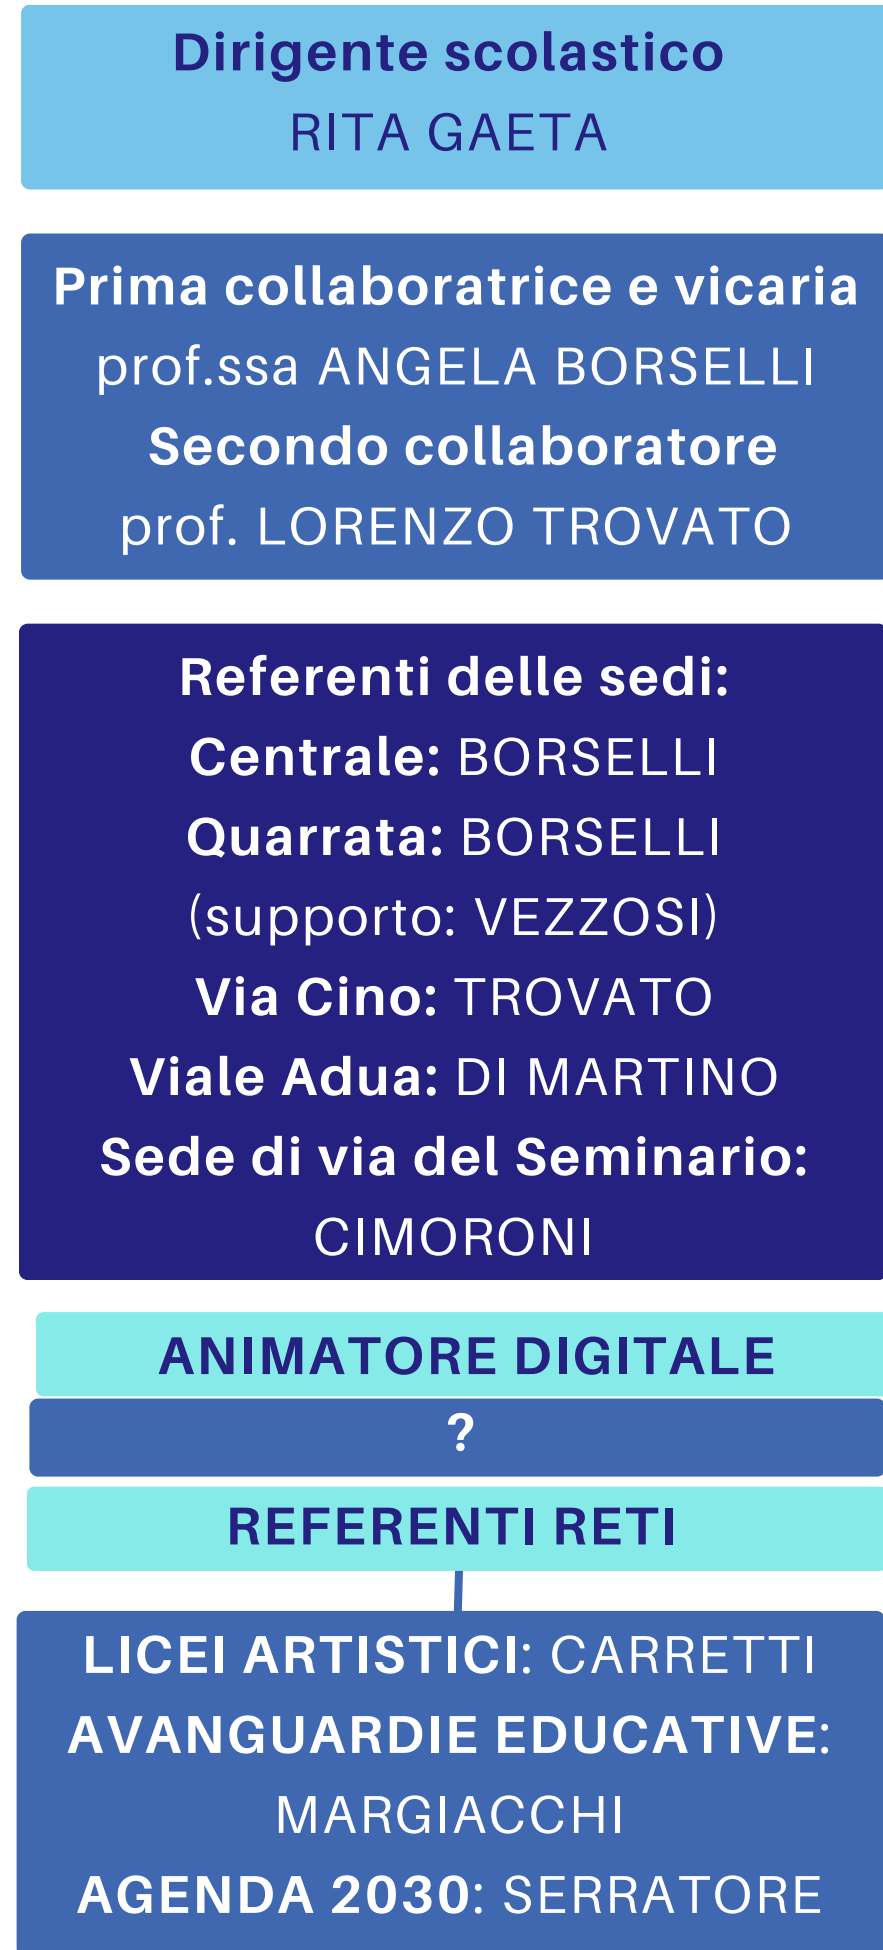 Dirigente scolastico
RITA GAETA
Prima collaboratrice e vicaria
prof.ssa ANGELA BORSELLI
Secondo collaboratore
prof. LORENZO TROVATO
Referenti delle sedi:
Centrale: BORSELLI
Quarrata: BORSELLI
(supporto: VEZZOSI)
Via Cino: TROVATO
Viale Adua: DI MARTINO
Sede di via del Seminario:
CIMORONI
ANIMATORE DIGITALE
?
REFERENTI RETI
LICEI ARTISTICI: CARRETTI
AVANGUARDIE EDUCATIVE:
MARGIACCHI
AGENDA 2030: SERRATORE